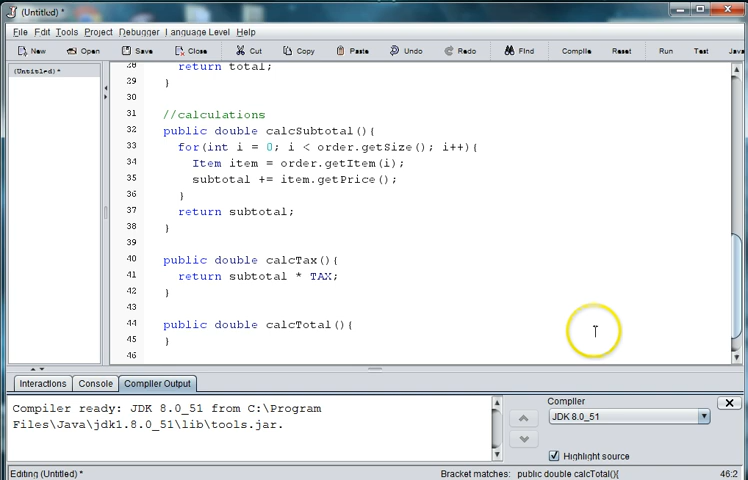 (Untitled) *
File Edit Tools Project Debugger Language Level Help
New Open Save Close Cut Copy Paste Undo Redo Find Compile Reset Run Test Java
(Untitled)*
28 return total;
29 }
30
31 //calculations
32 public double calcSubtotal(){
33 for(int i = 0; i < order.getSize(); i++){
34 Item item = order.getItem(i);
35 subtotal += item.getPrice();
36 }
37 return subtotal;
38 }
39
40 public double calcTax(){
41 return subtotal * TAX;
42 }
43
44 public double calcTotal(){
45 }
46
Interactions Console Compiler Output
Compiler ready: JDK 8.0_51 from C:\Program
Files\Java\jdk1.8.0_51\lib\tools.jar.
Compiler
JDK 8.0_51
Highlight source
Editing (Untitled) * Bracket matches: public double calcTotal(){ 46:2